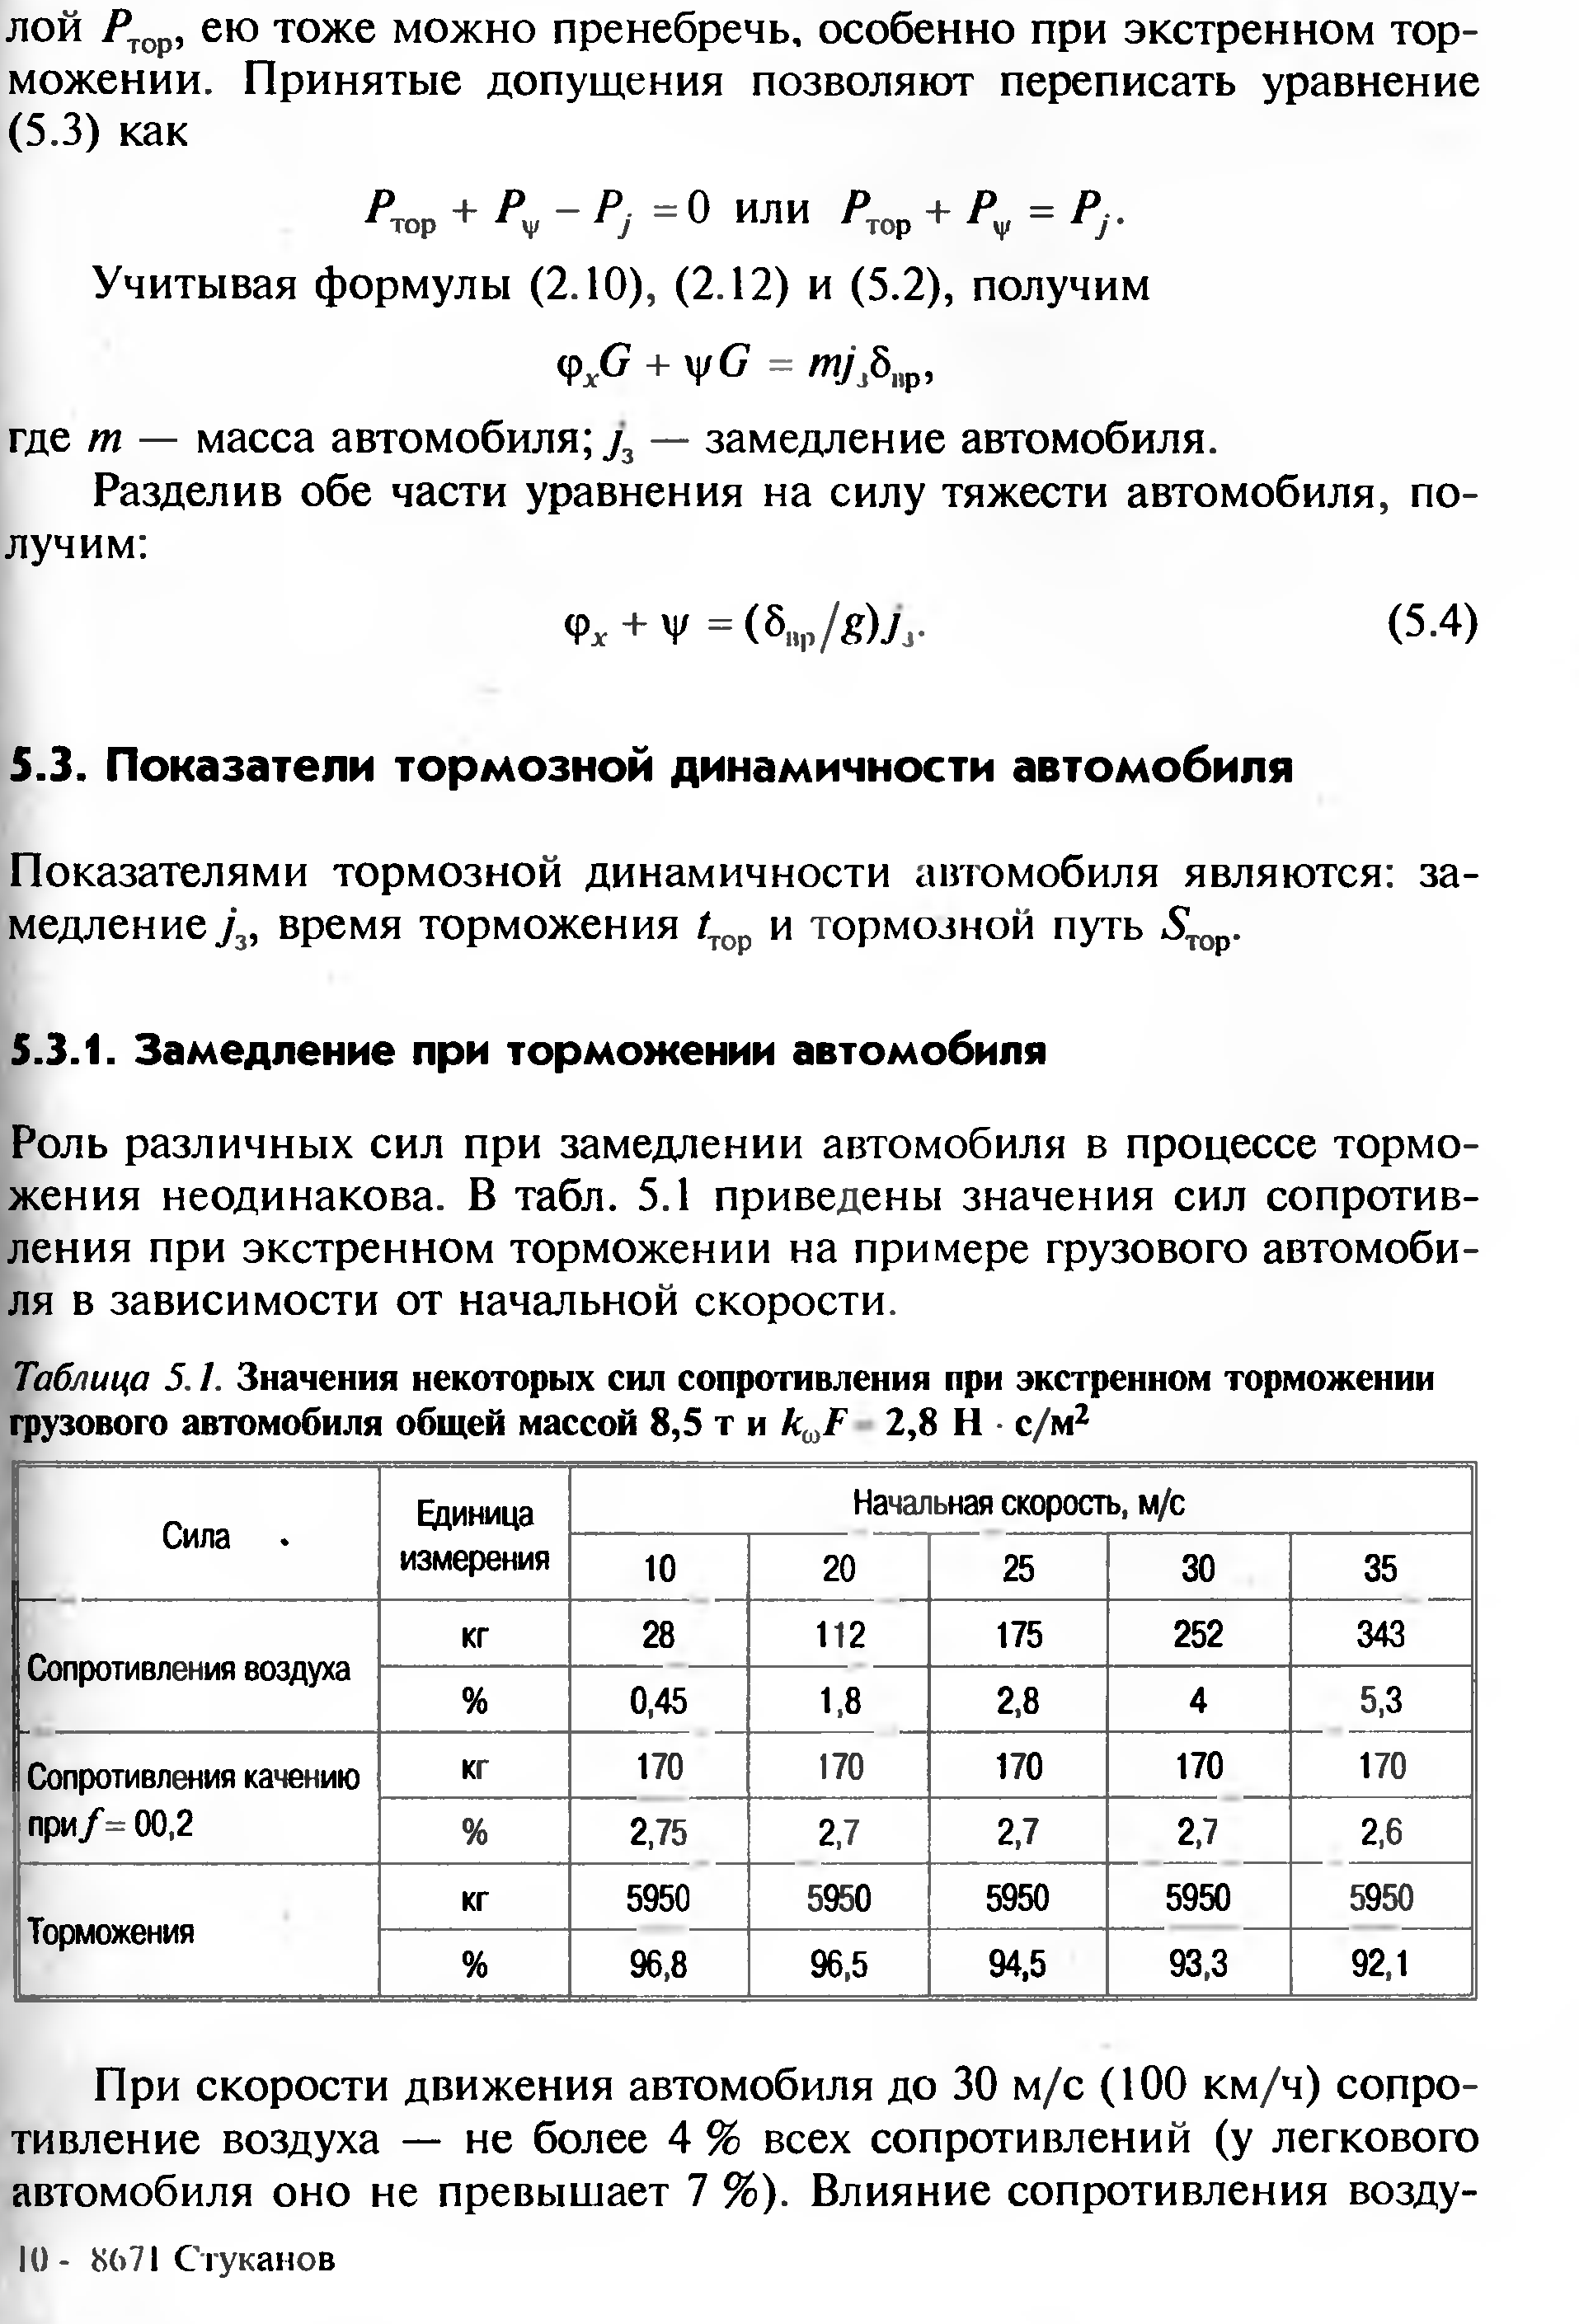 лой Pтор, ею тоже можно пренебречь, особенно при экстренном тор-
можении. Принятые допущения позволяют переписать уравнение
(5.3) как
Pтор + Pψ − Pj = 0 или Pтор + Pψ = Pj.
Учитывая формулы (2.10), (2.12) и (5.2), получим
φxG + ψG = mjзδвр,
где m — масса автомобиля; jз — замедление автомобиля.
Разделив обе части уравнения на силу тяжести автомобиля, по-
лучим:
φx + ψ = (δвр/g)jз. (5.4)
5.3. Показатели тормозной динамичности автомобиля
Показателями тормозной динамичности автомобиля являются: за-
медление jз, время торможения tтор и тормозной путь Sтор.
5.3.1. Замедление при торможении автомобиля
Роль различных сил при замедлении автомобиля в процессе тормо-
жения неодинакова. В табл. 5.1 приведены значения сил сопротив-
ления при экстренном торможении на примере грузового автомоби-
ля в зависимости от начальной скорости.
Таблица 5.1. Значения некоторых сил сопротивления при экстренном торможении
грузового автомобиля общей массой 8,5 т и kωF = 2,8 Н · с/м²
Сила Единица измерения Начальная скорость, м/с
10 20 25 30 35
Сопротивления воздуха кг 28 112 175 252 343
% 0,45 1,8 2,8 4 5,3
Сопротивления качению при f = 00,2 кг 170 170 170 170 170
% 2,75 2,7 2,7 2,7 2,6
Торможения кг 5950 5950 5950 5950 5950
% 96,8 96,5 94,5 93,3 92,1
При скорости движения автомобиля до 30 м/с (100 км/ч) сопро-
тивление воздуха — не более 4 % всех сопротивлений (у легкового
автомобиля оно не превышает 7 %). Влияние сопротивления возду-
10 - 8671 Стуканов